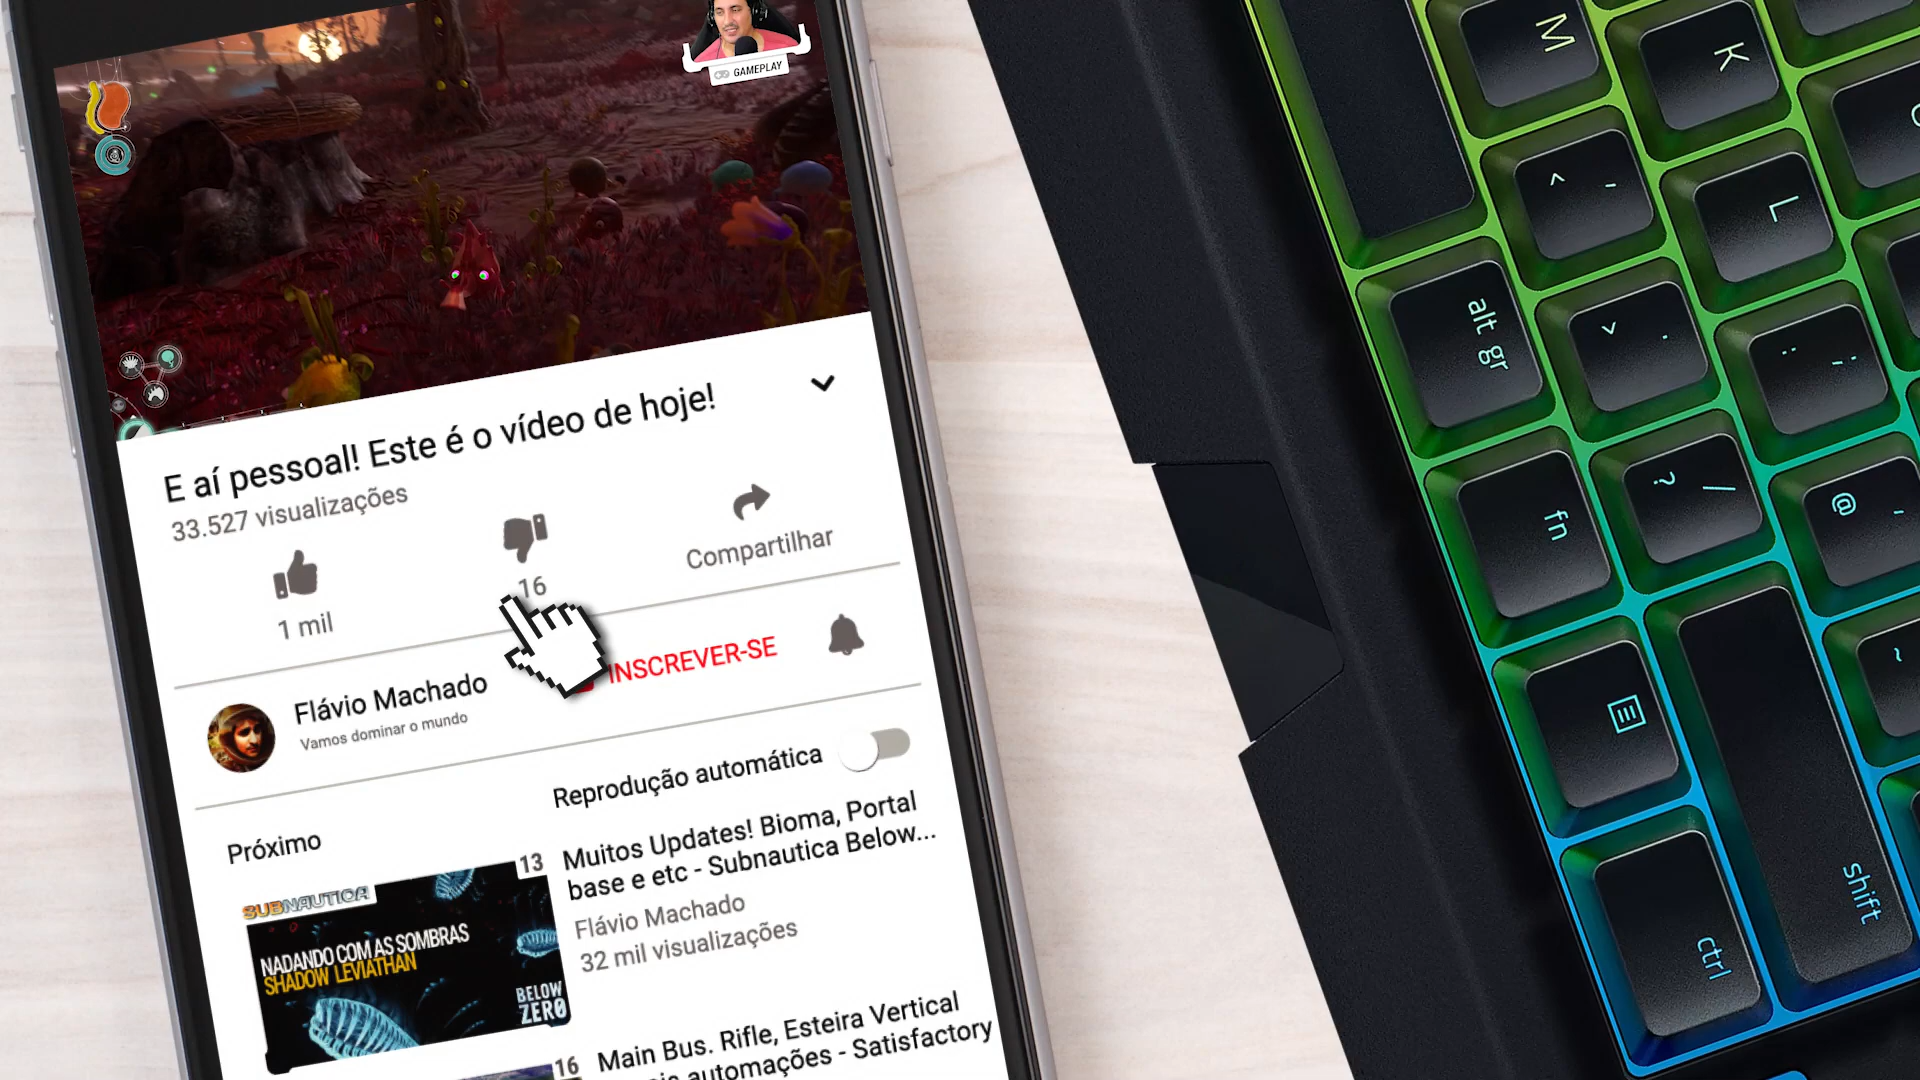 GAMEPLAY
E aí pessoal! Este é o vídeo de hoje!
33.527 visualizações
1 mil
16
Compartilhar
Flávio Machado
Vamos dominar o mundo
INSCREVER-SE
Reprodução automática
Próximo
13
SUBNAUTICA
NADANDO COM AS SOMBRAS
SHADOW LEVIATHAN
BELOW
ZERO
Muitos Updates! Bioma, Portal
base e etc - Subnautica Below...
Flávio Machado
32 mil visualizações
16
Main Bus. Rifle, Esteira Vertical
automações - Satisfactory
M
K
L
alt gr
fn
?
/
@
shift
ctrl